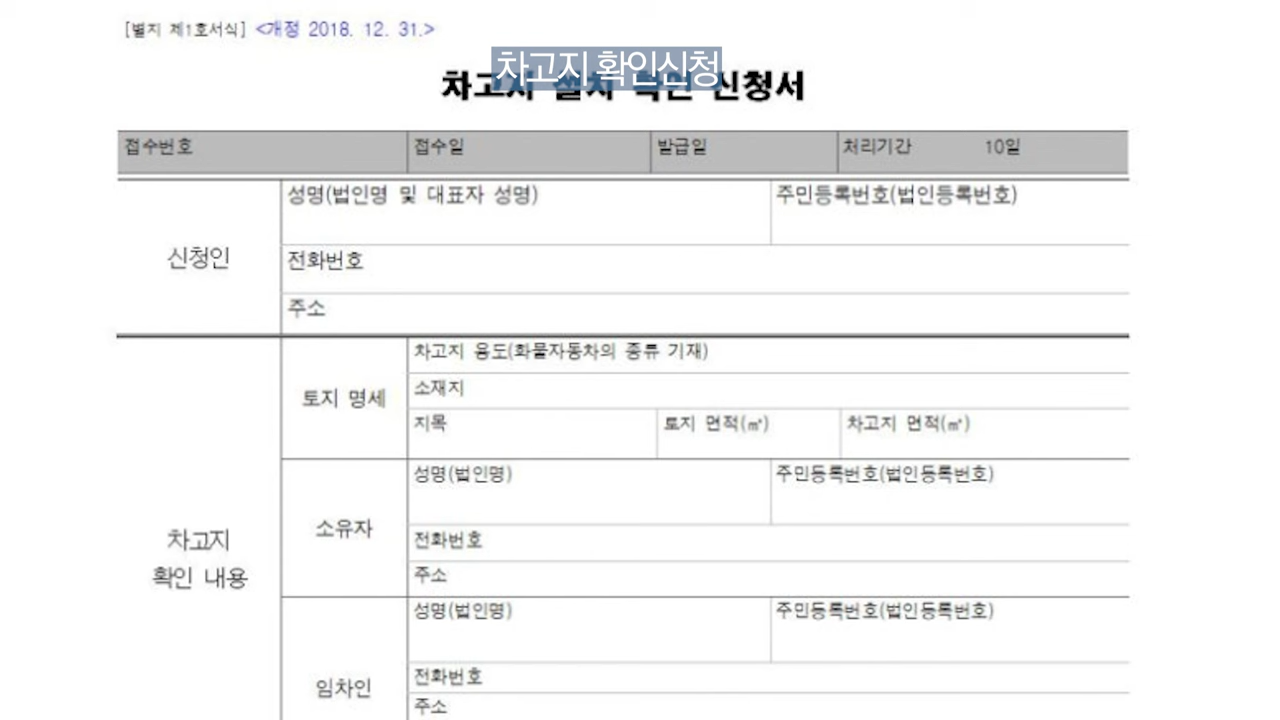 [별지 제1호서식] <개정 2018. 12. 31.>
차고지 확인신청
차고지 설치 확인 신청서
접수번호 접수일 발급일 처리기간 10일
성명(법인명 및 대표자 성명) 주민등록번호(법인등록번호)
신청인
전화번호
주소
차고지 용도(화물자동차의 종류 기재)
토지 명세
소재지
지목 토지 면적(㎡) 차고지 면적(㎡)
성명(법인명) 주민등록번호(법인등록번호)
소유자
전화번호
주소
차고지
확인 내용
성명(법인명) 주민등록번호(법인등록번호)
임차인
전화번호
주소